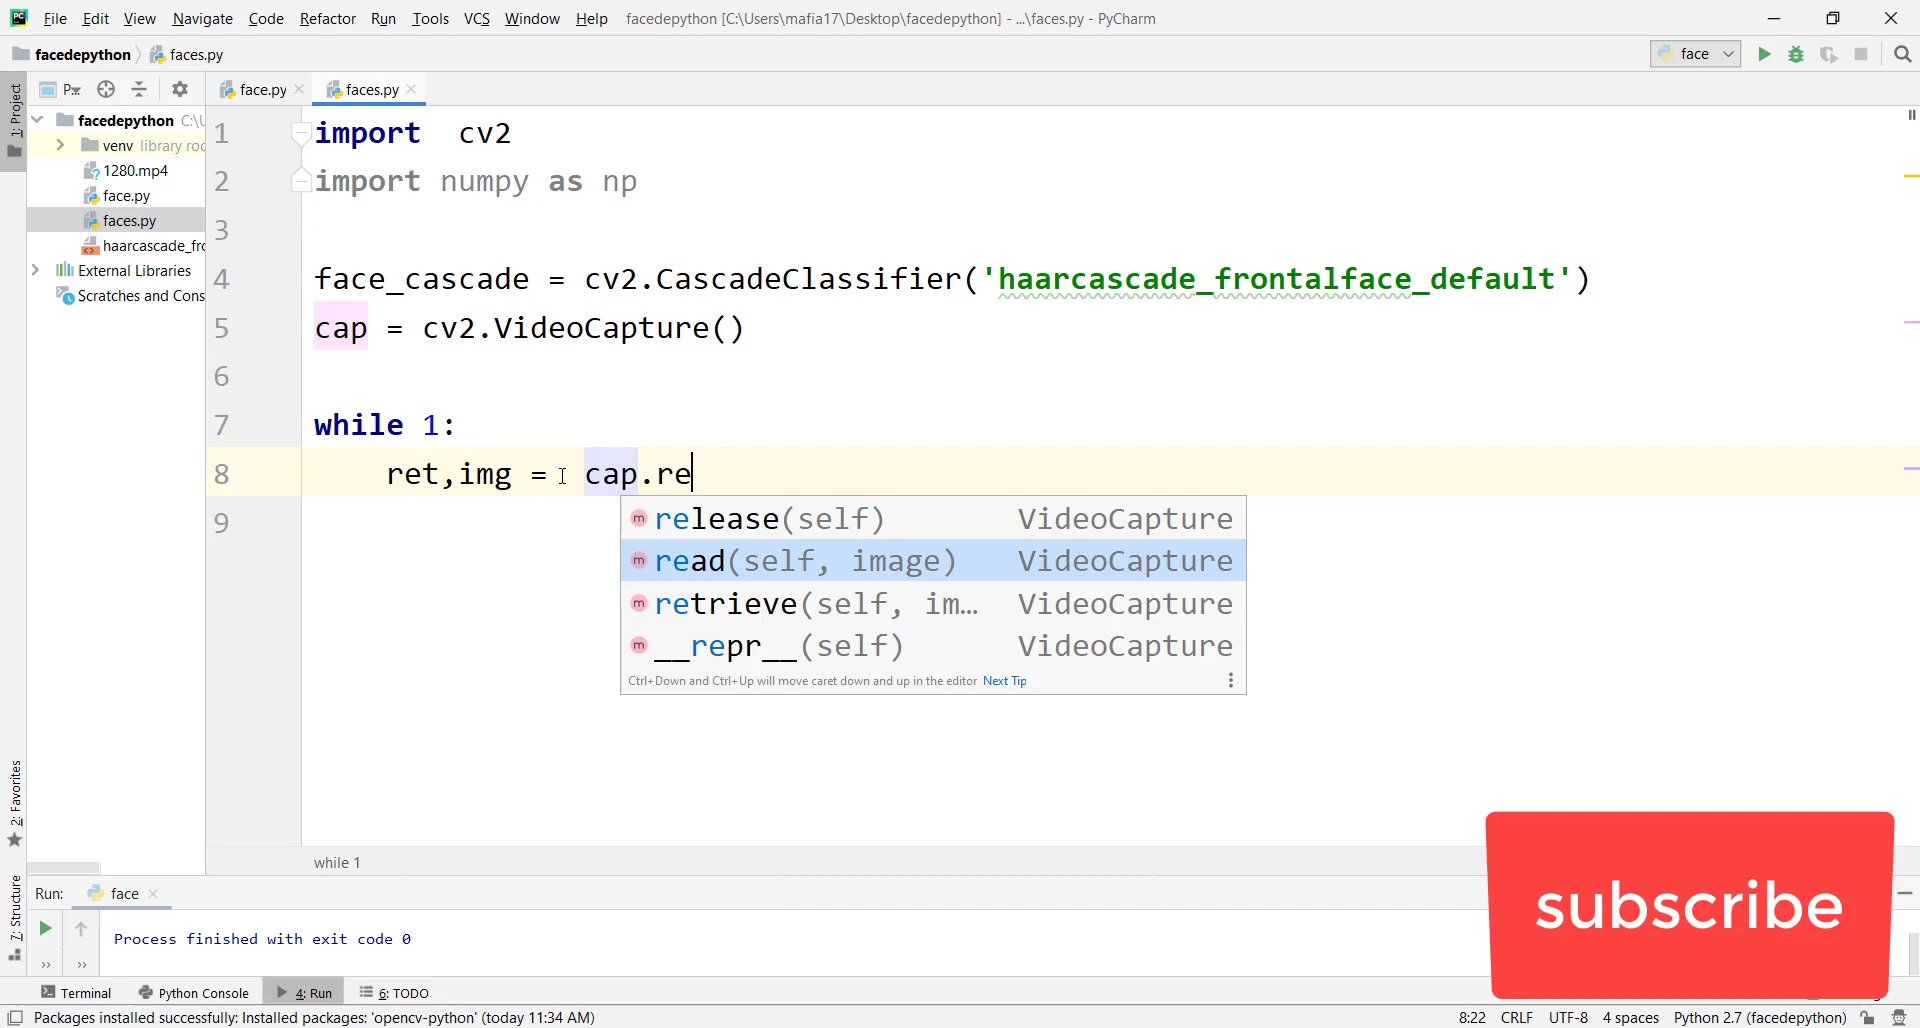 File Edit View Navigate Code Refactor Run Tools VCS Window Help facedepython [C:\Users\mafia17\Desktop\facedepython] - ...\faces.py - PyCharm
facedepython faces.py face
1: Project P... face.py faces.py
facedepython C:\U
venv library roo
1280.mp4
face.py
faces.py
haarcascade_fro
External Libraries
Scratches and Cons
1 import  cv2
2 import numpy as np
3
4 face_cascade = cv2.CascadeClassifier('haarcascade_frontalface_default')
5 cap = cv2.VideoCapture()
6
7 while 1:
8 ret,img =  cap.re
9
release(self) VideoCapture
read(self, image) VideoCapture
retrieve(self, im... VideoCapture
__repr__(self) VideoCapture
Ctrl+Down and Ctrl+Up will move caret down and up in the editor Next Tip
while 1
2: Favorites
7: Structure
Run: face
Process finished with exit code 0
subscribe
Terminal Python Console 4: Run 6: TODO
Packages installed successfully: Installed packages: 'opencv-python' (today 11:34 AM) 8:22 CRLF UTF-8 4 spaces Python 2.7 (facedepython)